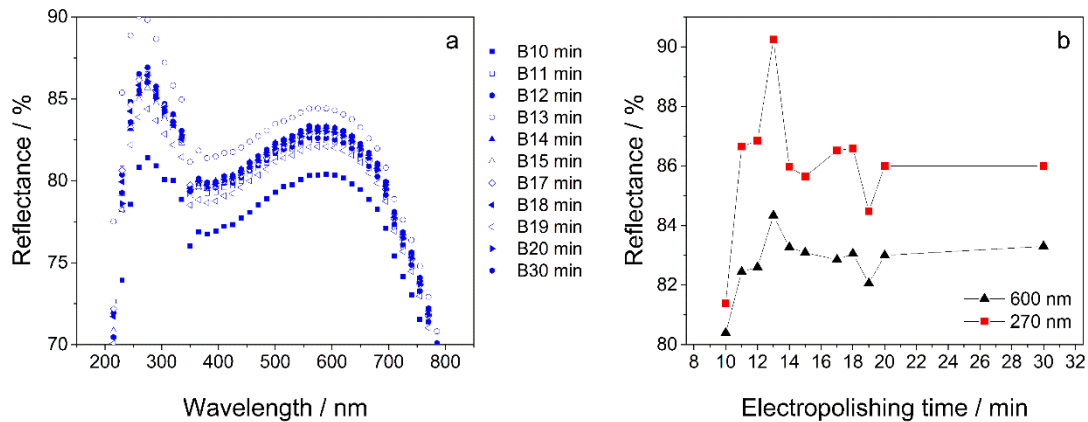 a
90
85
80
75
70
Reflectance / %
200 300 400 500 600 700 800
Wavelength / nm
B10 min
B11 min
B12 min
B13 min
B14 min
B15 min
B17 min
B18 min
B19 min
B20 min
B30 min
b
90
88
86
84
82
80
Reflectance / %
600 nm
270 nm
8 10 12 14 16 18 20 22 24 26 28 30 32
Electropolishing time / min